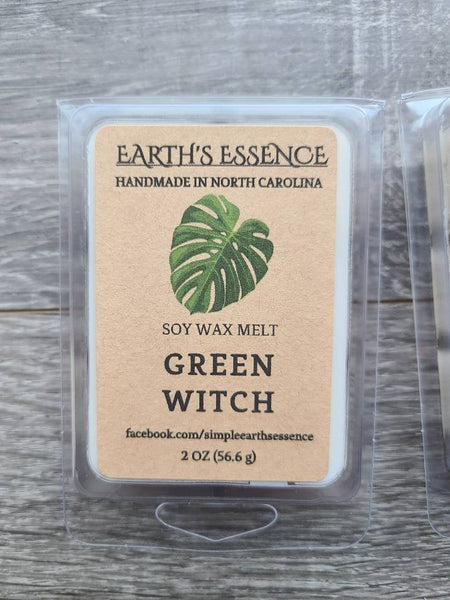 EARTH'S ESSENCE
HANDMADE IN NORTH CAROLINA
SOY WAX MELT
GREEN
WITCH
facebook.com/simpleearthsessence
2 OZ (56.6 g)